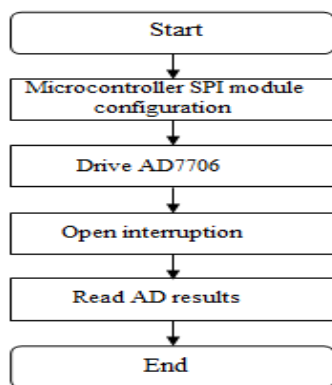 Start
Microcontroller SPI module
configuration
Drive AD7706
Open interruption
Read AD results
End